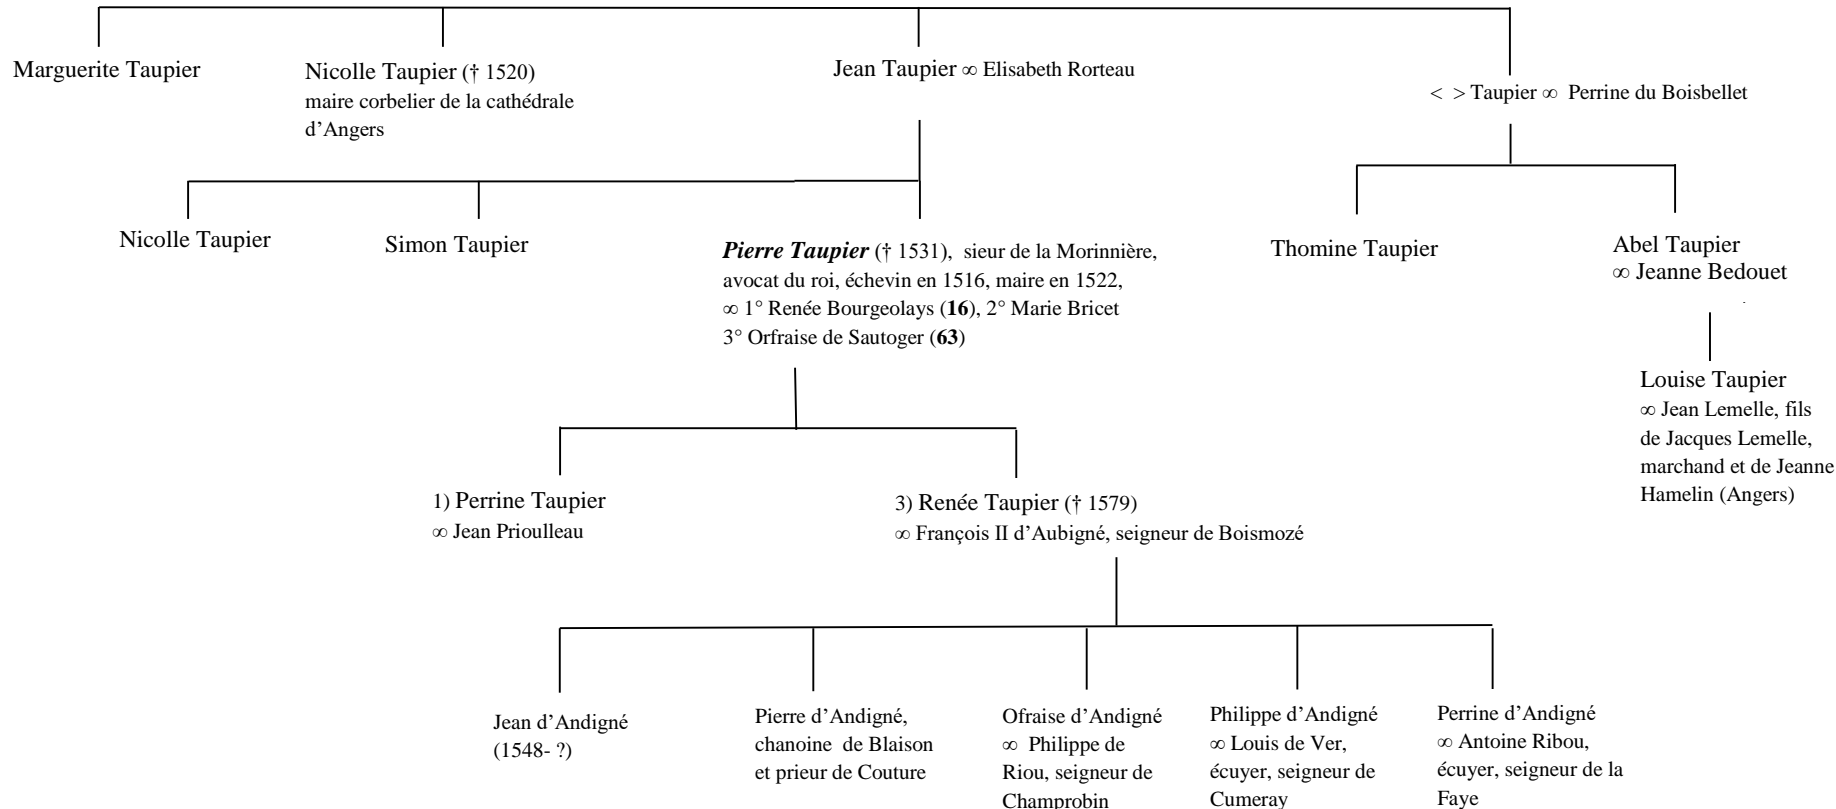 Marguerite Taupier
Nicolle Taupier († 1520)
maire corbelier de la cathédrale
d’Angers
Jean Taupier ∞ Elisabeth Rorteau
< > Taupier ∞ Perrine du Boisbellet
Nicolle Taupier
Simon Taupier
Pierre Taupier († 1531), sieur de la Morinnière,
avocat du roi, échevin en 1516, maire en 1522,
∞ 1° Renée Bourgeolays (16), 2° Marie Bricet
3° Orfraise de Sautoger (63)
Thomine Taupier
Abel Taupier
∞ Jeanne Bedouet
Louise Taupier
∞ Jean Lemelle, fils
de Jacques Lemelle,
marchand et de Jeanne
Hamelin (Angers)
1) Perrine Taupier
∞ Jean Prioulleau
3) Renée Taupier († 1579)
∞ François II d’Aubigné, seigneur de Boismozé
Jean d’Andigné
(1548- ?)
Pierre d’Andigné,
chanoine de Blaison
et prieur de Couture
Ofraise d’Andigné
∞ Philippe de
Riou, seigneur de
Champrobin
Philippe d’Andigné
∞ Louis de Ver,
écuyer, seigneur de
Cumeray
Perrine d’Andigné
∞ Antoine Ribou,
écuyer, seigneur de la
Faye